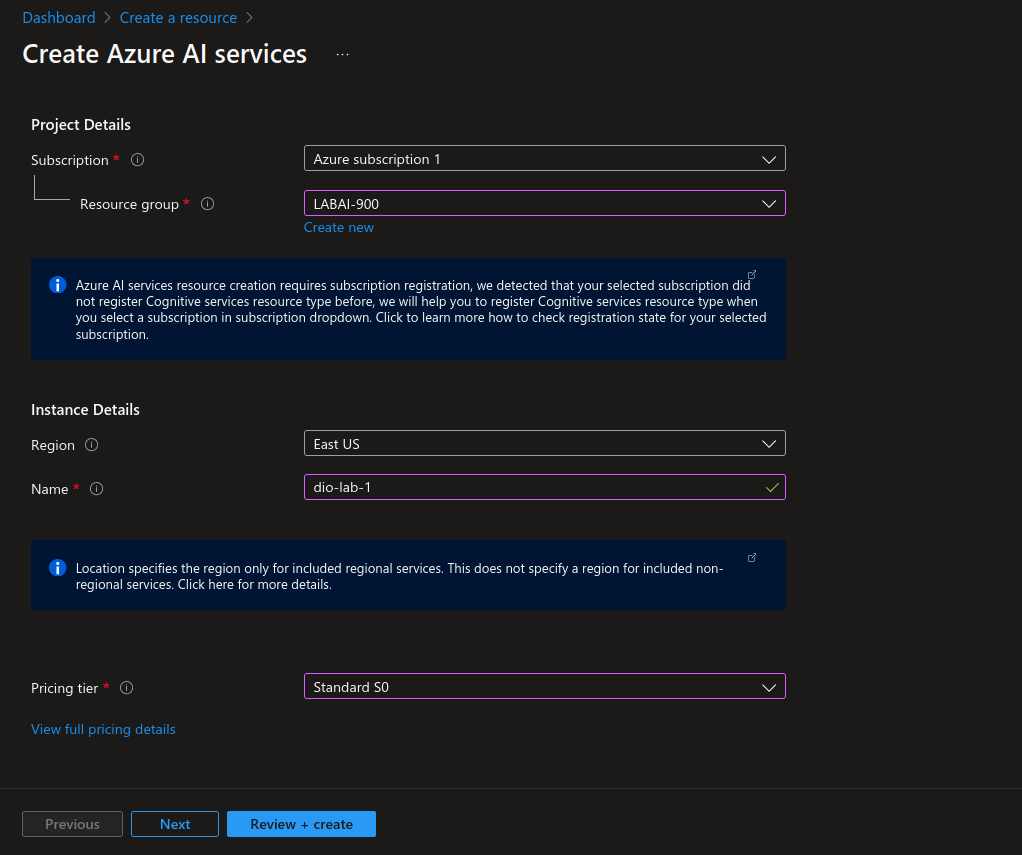 Dashboard > Create a resource >
Create Azure AI services ...
Project Details
Subscription * Azure subscription 1
Resource group * LABAI-900
Create new
Azure AI services resource creation requires subscription registration, we detected that your selected subscription did
not register Cognitive services resource type before, we will help you to register Cognitive services resource type when
you select a subscription in subscription dropdown. Click to learn more how to check registration state for your selected
subscription.
Instance Details
Region East US
Name * dio-lab-1
Location specifies the region only for included regional services. This does not specify a region for included non-
regional services. Click here for more details.
Pricing tier * Standard S0
View full pricing details
Previous Next Review + create